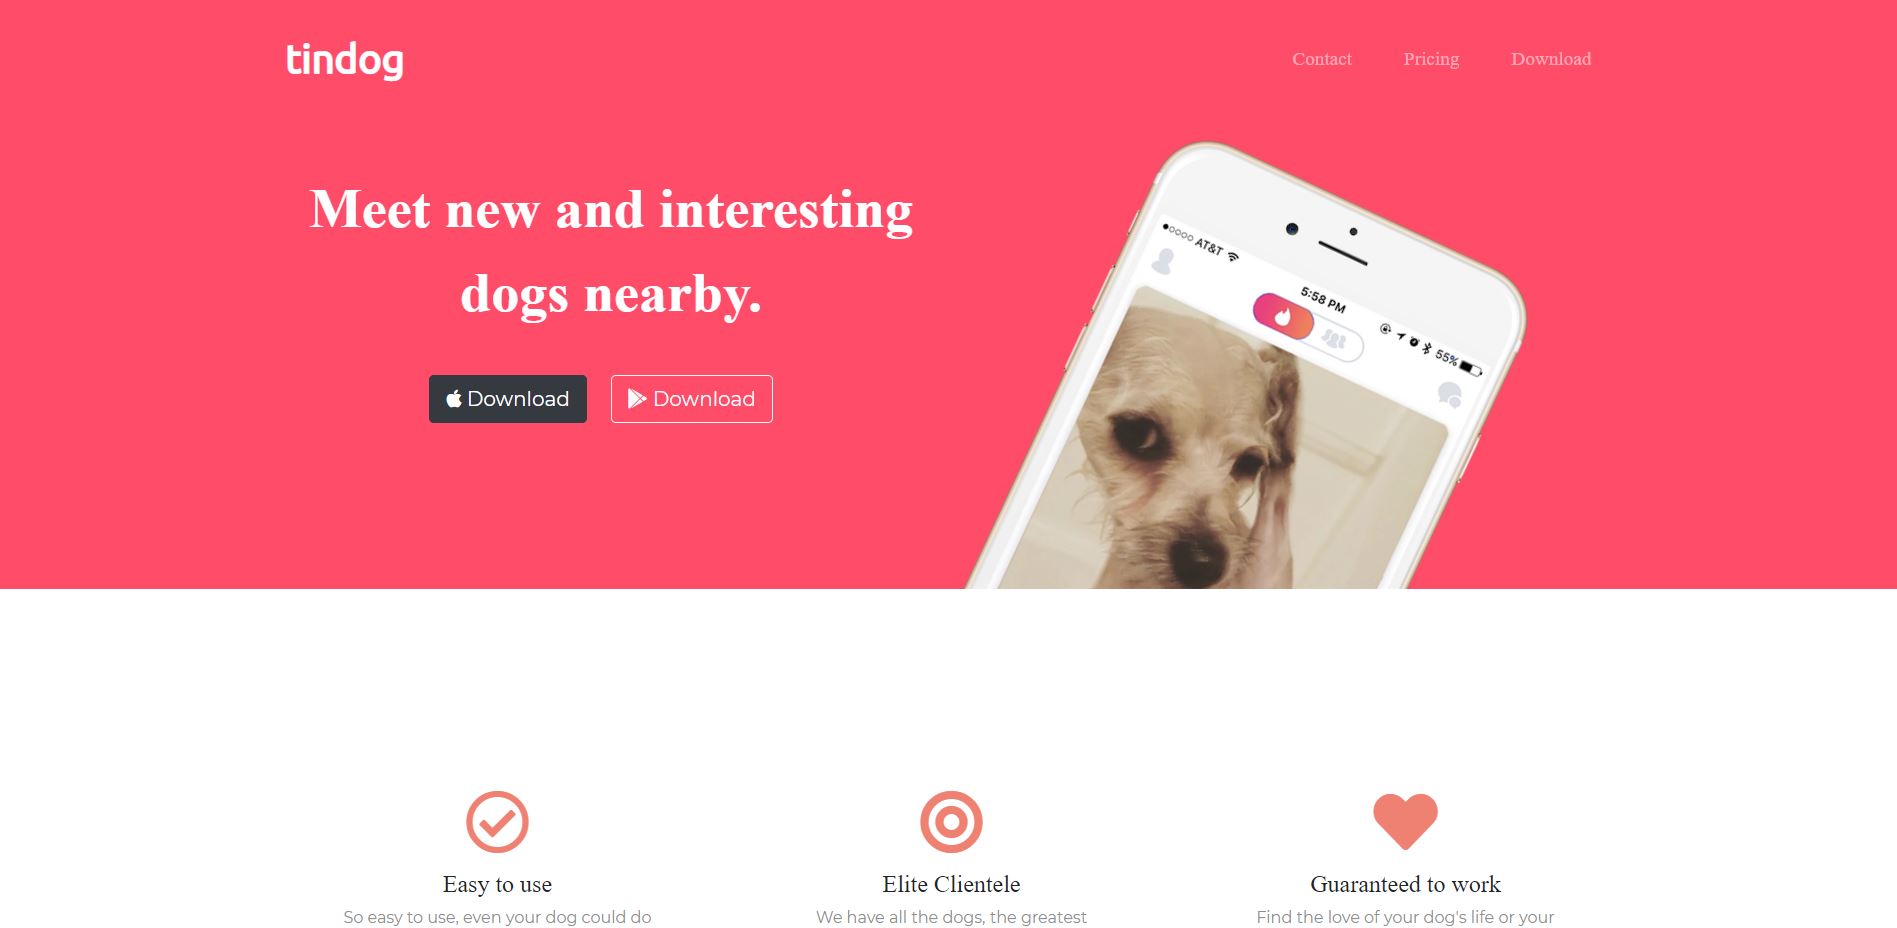 tindog
Contact Pricing Download
Meet new and interesting
dogs nearby.
Download Download
AT&T
5:58 PM
55%
Easy to use
Elite Clientele
Guaranteed to work
So easy to use, even your dog could do
We have all the dogs, the greatest
Find the love of your dog's life or your